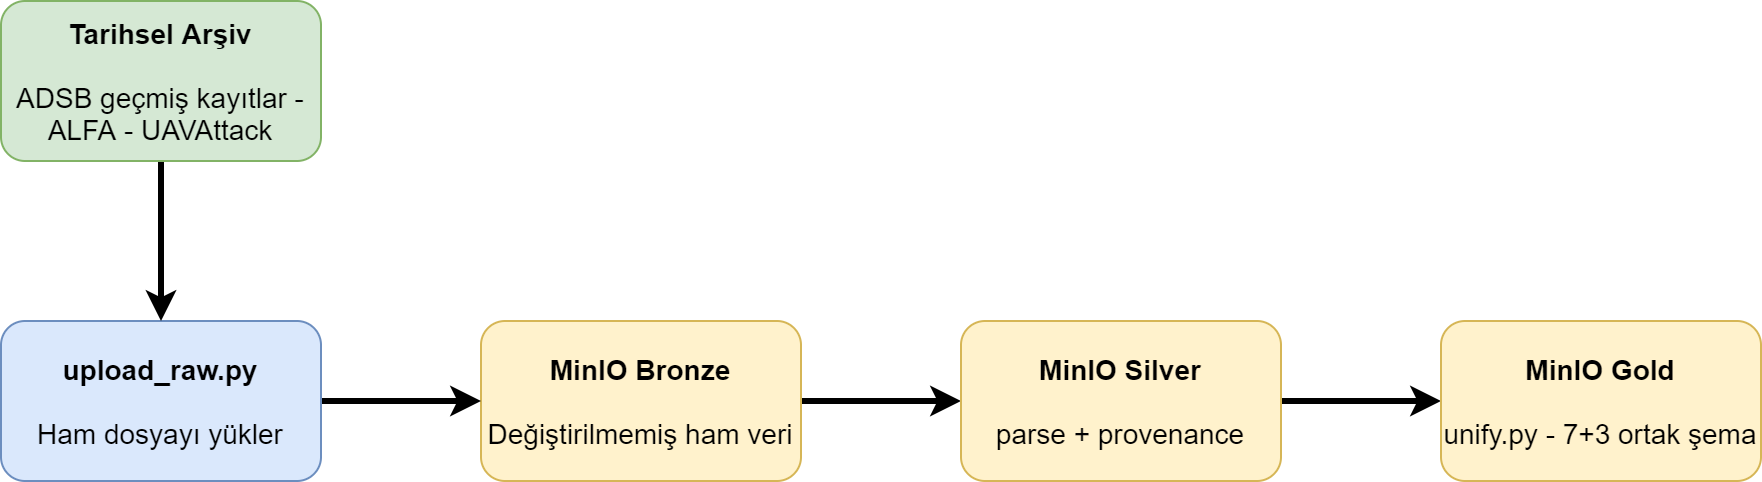 Tarihsel Arşiv
ADSB geçmiş kayıtlar -
ALFA - UAVAttack
upload_raw.py
Ham dosyayı yükler
MinIO Bronze
Değiştirilmemiş ham veri
MinIO Silver
parse + provenance
MinIO Gold
unify.py - 7+3 ortak şema